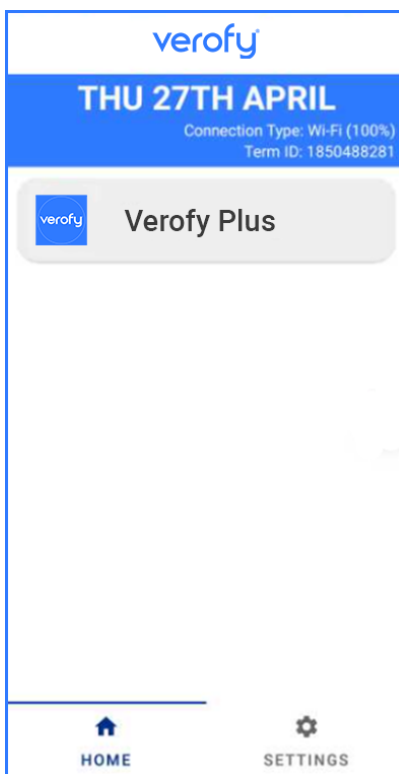 verofy
THU 27TH APRIL
Connection Type: Wi-Fi (100%)
Term ID: 1850488281
verofy
Verofy Plus
HOME
SETTINGS